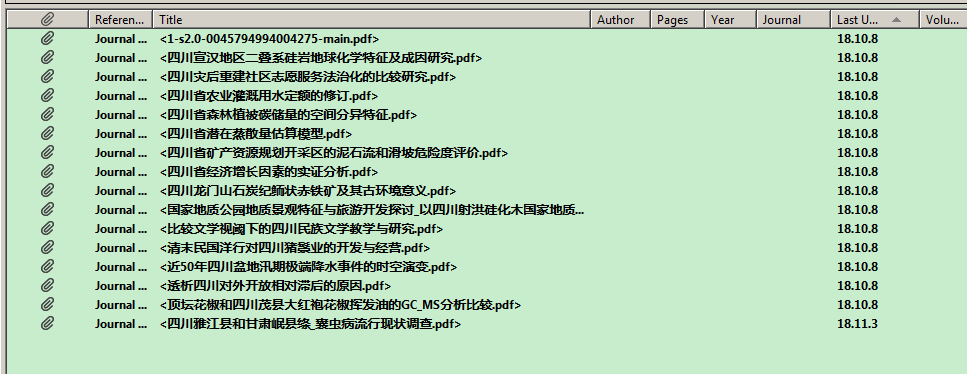 Referen... Title Author Pages Year Journal Last U... Volu...
Journal ... <1-s2.0-0045794994004275-main.pdf> 18.10.8
Journal ... <四川宣汉地区二叠系硅岩地球化学特征及成因研究.pdf> 18.10.8
Journal ... <四川灾后重建社区志愿服务法治化的比较研究.pdf> 18.10.8
Journal ... <四川省农业灌溉用水定额的修订.pdf> 18.10.8
Journal ... <四川省森林植被碳储量的空间分异特征.pdf> 18.10.8
Journal ... <四川省潜在蒸散量估算模型.pdf> 18.10.8
Journal ... <四川省矿产资源规划开采区的泥石流和滑坡危险度评价.pdf> 18.10.8
Journal ... <四川省经济增长因素的实证分析.pdf> 18.10.8
Journal ... <四川龙门山石炭纪鲕状赤铁矿及其古环境意义.pdf> 18.10.8
Journal ... <国家地质公园地质景观特征与旅游开发探讨_以四川射洪硅化木国家地质... 18.10.8
Journal ... <比较文学视阈下的四川民族文学教学与研究.pdf> 18.10.8
Journal ... <清末民国洋行对四川猪鬃业的开发与经营.pdf> 18.10.8
Journal ... <近50年四川盆地汛期极端降水事件的时空演变.pdf> 18.10.8
Journal ... <透析四川对外开放相对滞后的原因.pdf> 18.10.8
Journal ... <顶坛花椒和四川茂县大红袍花椒挥发油的GC_MS分析比较.pdf> 18.10.8
Journal ... <四川雅江县和甘肃岷县绦_囊虫病流行现状调查.pdf> 18.11.3